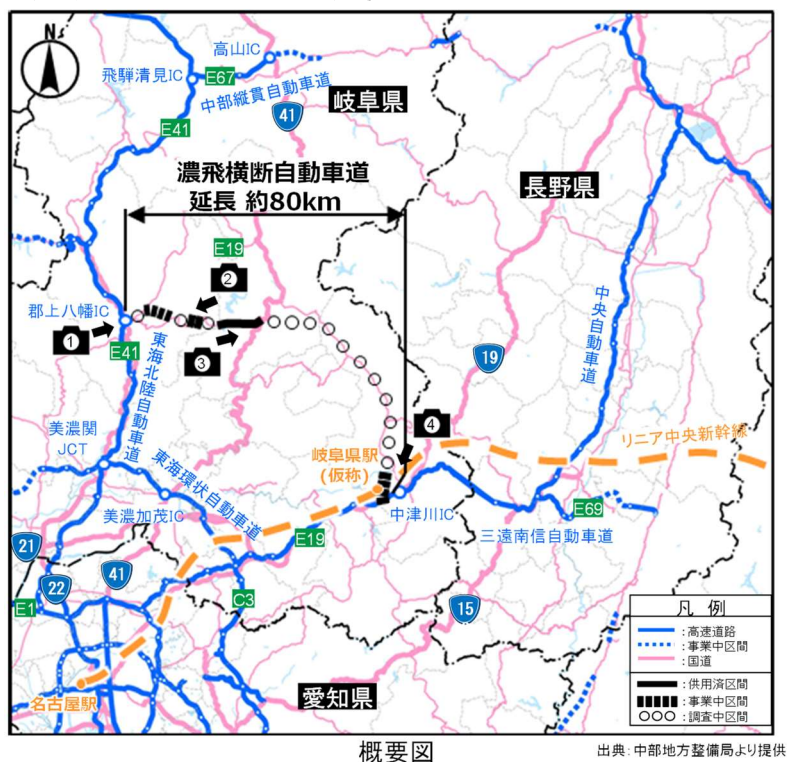 N
高山IC
飛騨清見IC
E67
中部縦貫自動車道
岐阜県
41
E41
濃飛横断自動車道
延長 約80km
長野県
E19
②
郡上八幡IC
①
③
E41
東海北陸自動車道
中央自動車道
19
④
美濃関
JCT
岐阜県駅
(仮称)
リニア中央新幹線
東海環状自動車道
美濃加茂IC
中津川IC
E69
三遠南信自動車道
E19
21
22
41
E1
C3
15
名古屋駅
愛知県
凡 例
:高速道路
:事業中区間
:国道
:供用済区間
:事業中区間
:調査中区間
概要図
出典:中部地方整備局より提供